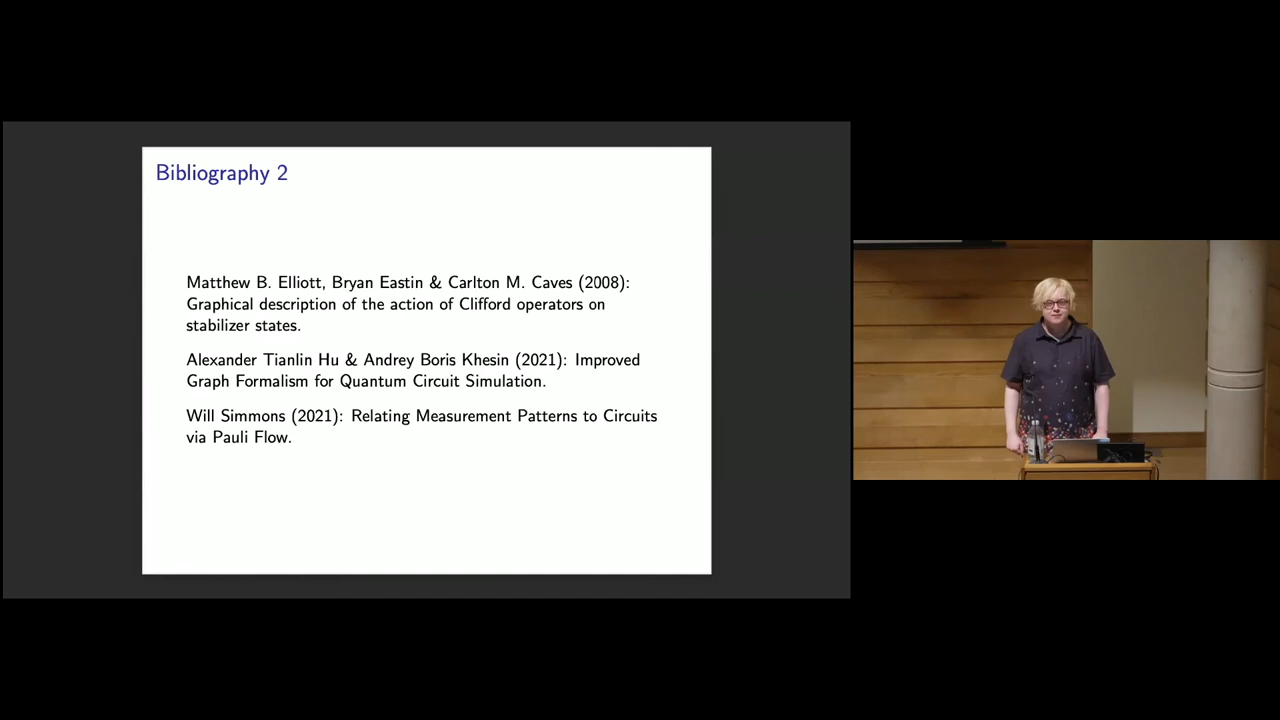 Bibliography 2
Matthew B. Elliott, Bryan Eastin & Carlton M. Caves (2008):
Graphical description of the action of Clifford operators on
stabilizer states.
Alexander Tianlin Hu & Andrey Boris Khesin (2021): Improved
Graph Formalism for Quantum Circuit Simulation.
Will Simmons (2021): Relating Measurement Patterns to Circuits
via Pauli Flow.